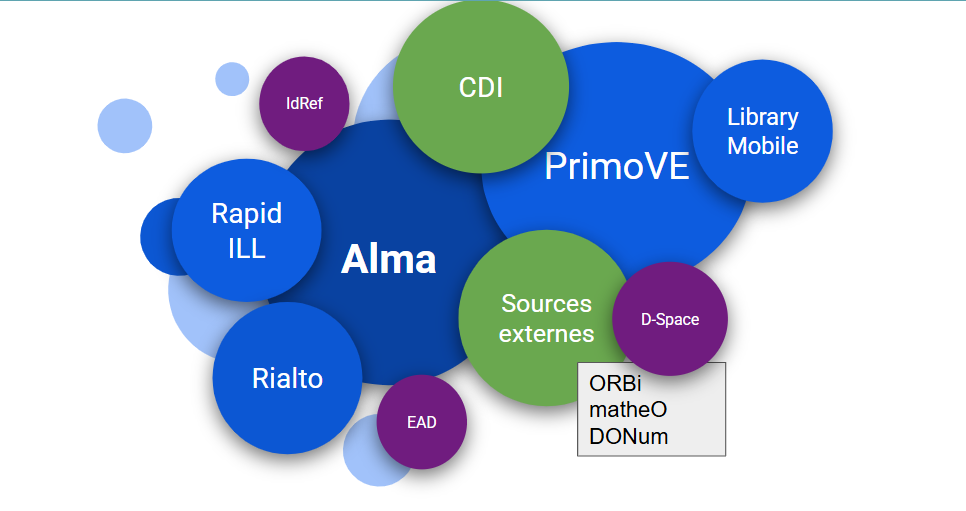 CDI
IdRef
Library
Mobile
PrimoVE
Rapid
ILL
Alma
Sources
externes
D-Space
Rialto
ORBi
matheO
DONum
EAD